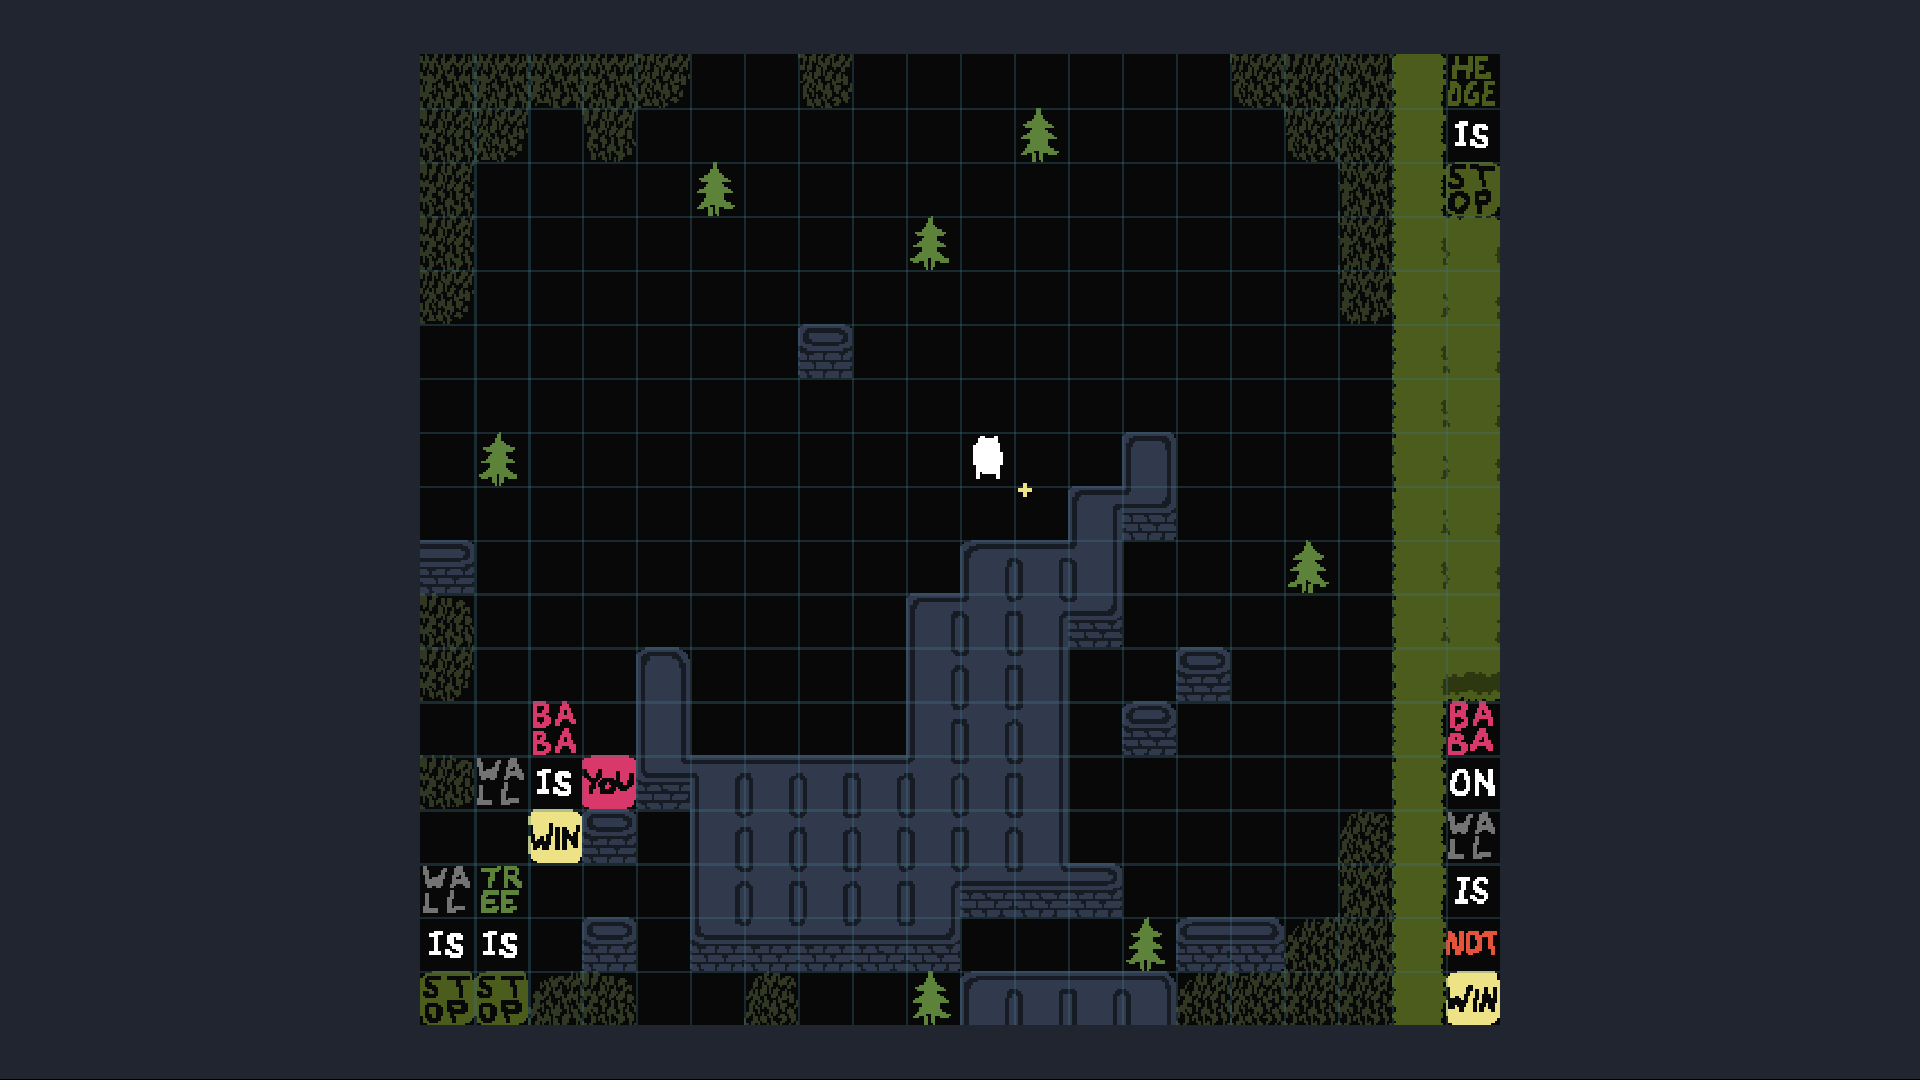 HEDGE
IS
STOP
BABA
BABA
WALL IS YOU
ON
WIN
WALL
WALL TREE
IS
IS IS
NOT
STOP STOP
WIN